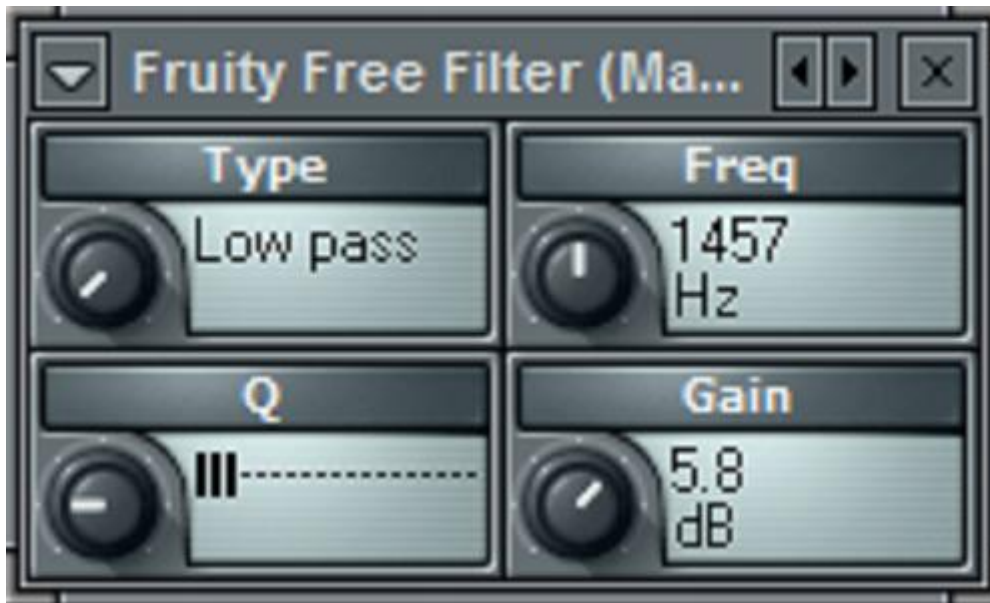 Fruity Free Filter (Ma...
Type
Freq
Low pass
1457
Hz
Q
Gain
5.8
dB